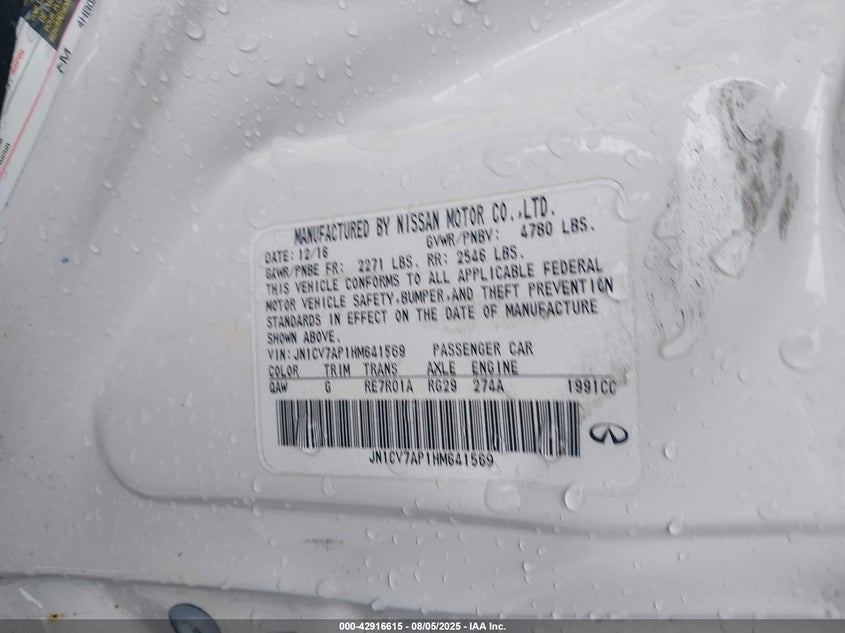 MANUFACTURED BY NISSAN MOTOR CO.,LTD.
DATE: 12/16 GVWR/PNBV: 4780 LBS.
GAWR/PNBE FR: 2271 LBS. RR: 2546 LBS.
THIS VEHICLE CONFORMS TO ALL APPLICABLE FEDERAL
MOTOR VEHICLE SAFETY,BUMPER,AND THEFT PREVENTION
STANDARDS IN EFFECT ON THE DATE OF MANUFACTURE
SHOWN ABOVE.
VIN:JN1CV7AP1HM641569 PASSENGER CAR
COLOR TRIM TRANS AXLE ENGINE
QAW G RE7R01A RG29 274A 1991CC
JN1CV7AP1HM641569
000-42916615 - 08/05/2025 - IAA Inc.